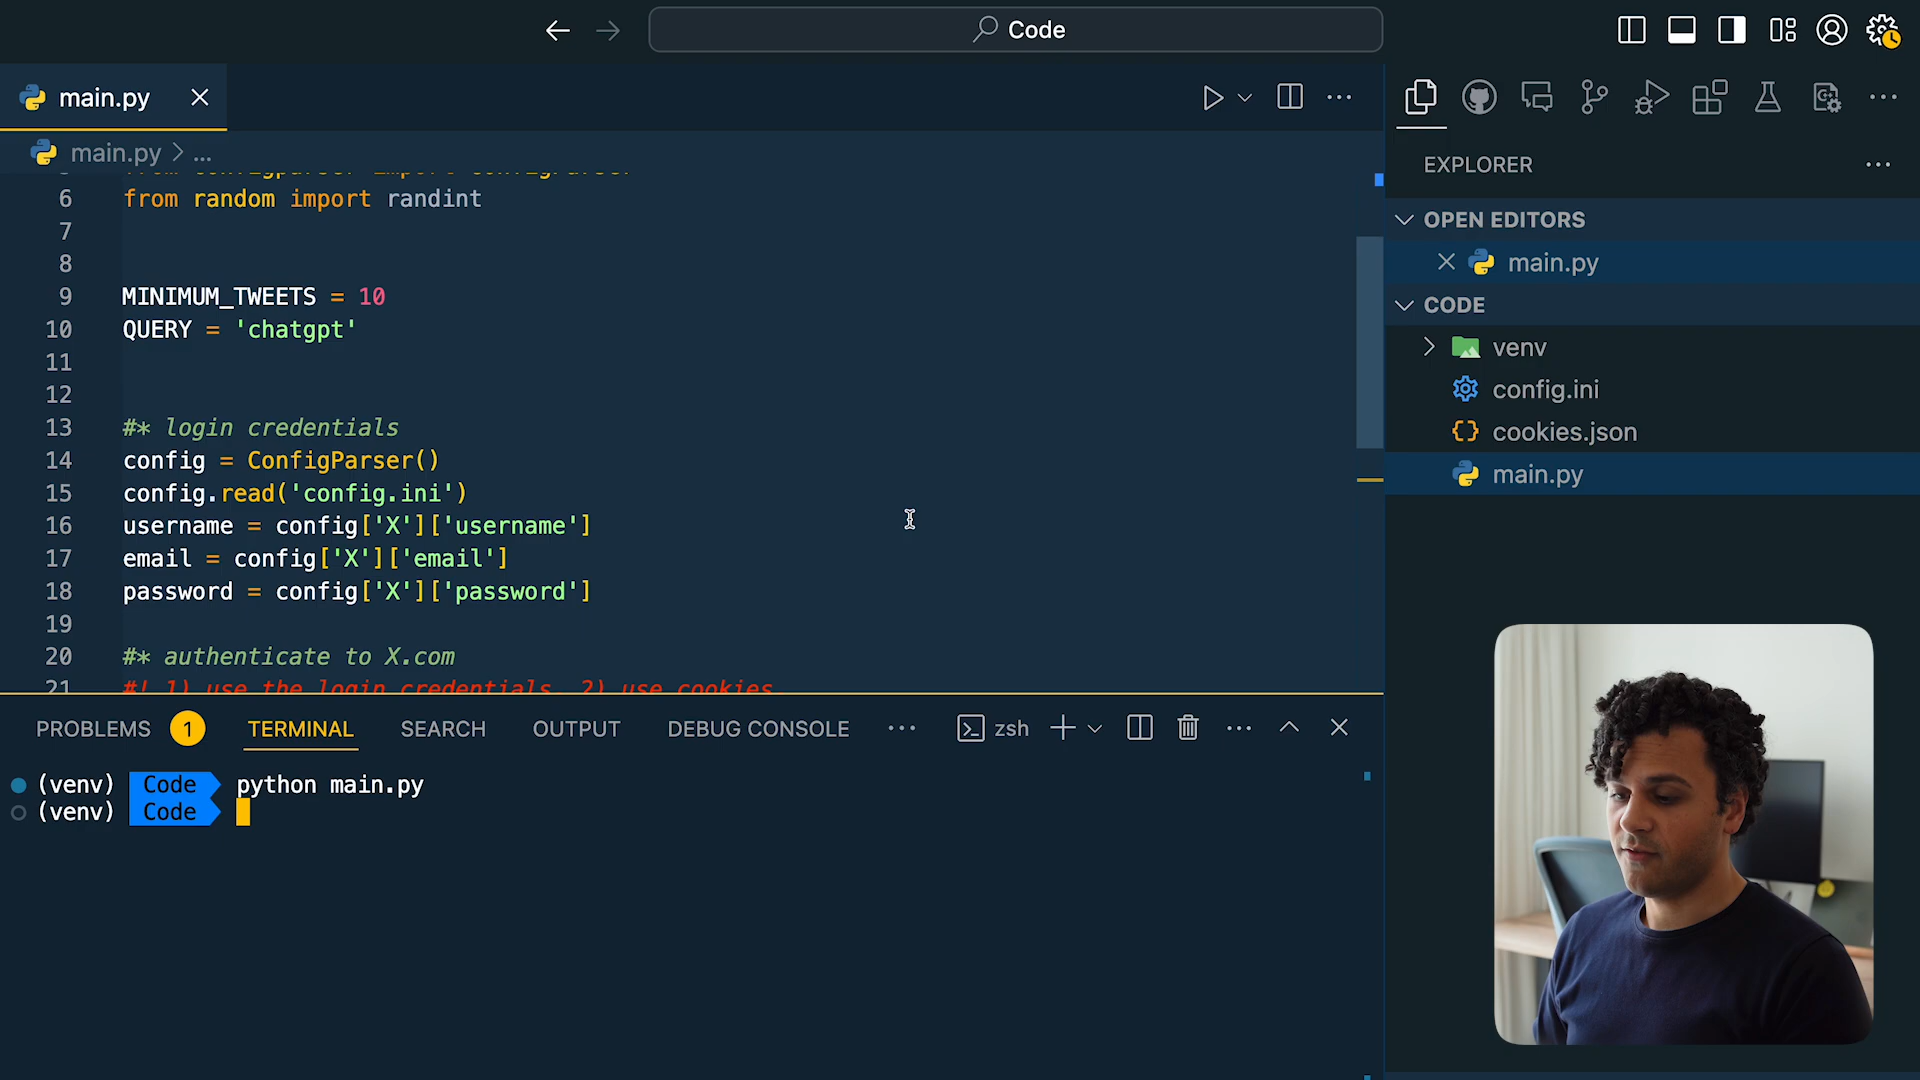 Code
main.py
main.py > ...
from configparser import ConfigParser
6 from random import randint
7
8
9 MINIMUM_TWEETS = 10
10 QUERY = 'chatgpt'
11
12
13 #* login credentials
14 config = ConfigParser()
15 config.read('config.ini')
16 username = config['X']['username']
17 email = config['X']['email']
18 password = config['X']['password']
19
20 #* authenticate to X.com
21 #! 1) use the login credentials. 2) use cookies
PROBLEMS 1 TERMINAL SEARCH OUTPUT DEBUG CONSOLE ... zsh
(venv) Code python main.py
(venv) Code
EXPLORER
OPEN EDITORS
main.py
CODE
venv
config.ini
cookies.json
main.py